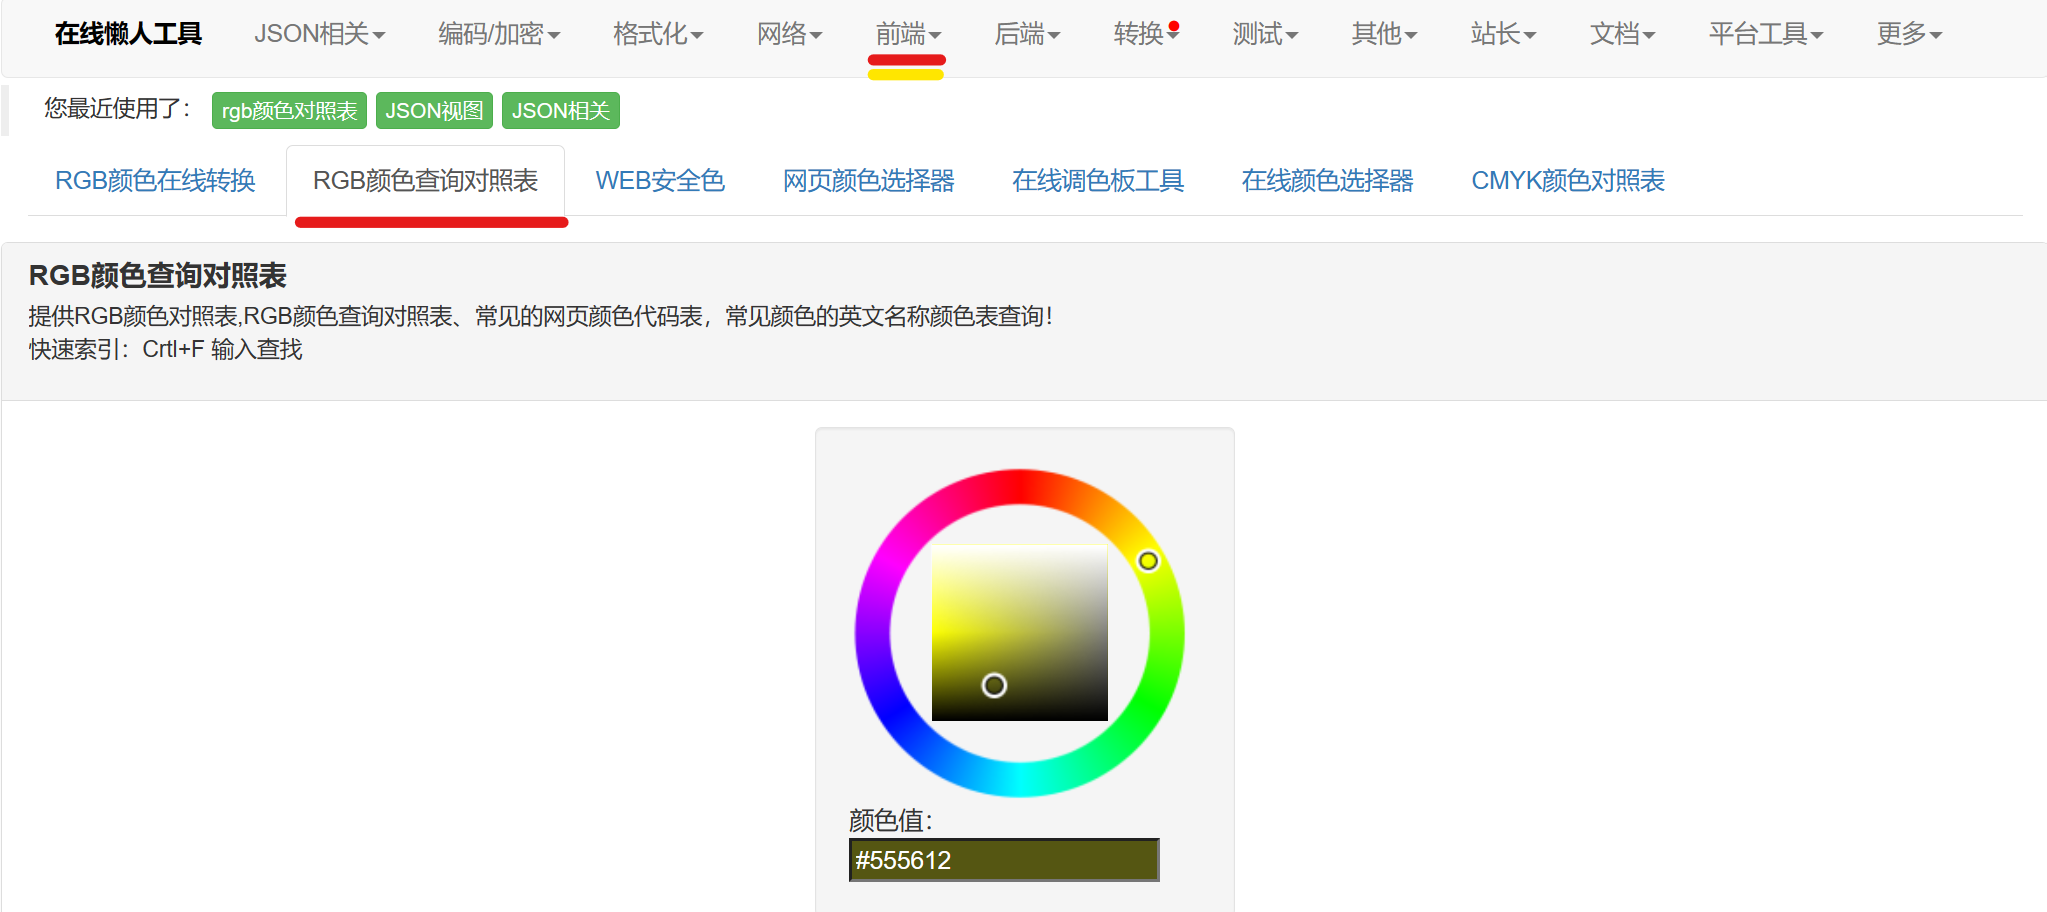 在线懒人工具 JSON相关 编码/加密 格式化 网络 前端 后端 转换 测试 其他 站长 文档 平台工具 更多
您最近使用了： rgb颜色对照表 JSON视图 JSON相关
RGB颜色在线转换 RGB颜色查询对照表 WEB安全色 网页颜色选择器 在线调色板工具 在线颜色选择器 CMYK颜色对照表
RGB颜色查询对照表
提供RGB颜色对照表,RGB颜色查询对照表、常见的网页颜色代码表，常见颜色的英文名称颜色表查询！
快速索引：Crtl+F 输入查找
颜色值：
#555612